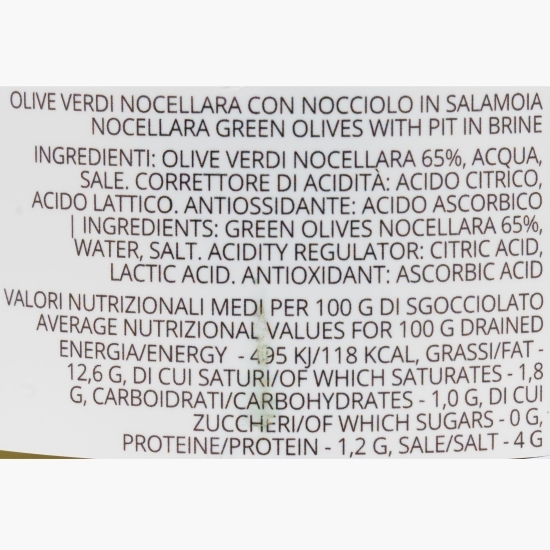 OLIVE VERDI NOCELLARA CON NOCCIOLO IN SALAMOIA
NOCELLARA GREEN OLIVES WITH PIT IN BRINE
INGREDIENTI: OLIVE VERDI NOCELLARA 65%, ACQUA,
SALE. CORRETTORE DI ACIDITÀ: ACIDO CITRICO,
ACIDO LATTICO. ANTIOSSIDANTE: ACIDO ASCORBICO
| INGREDIENTS: GREEN OLIVES NOCELLARA 65%,
WATER, SALT. ACIDITY REGULATOR: CITRIC ACID,
LACTIC ACID. ANTIOXIDANT: ASCORBIC ACID
VALORI NUTRIZIONALI MEDI PER 100 G DI SGOCCIOLATO
AVERAGE NUTRIZIONAL VALUES FOR 100 G DRAINED
ENERGIA/ENERGY - 495 KJ/118 KCAL, GRASSI/FAT -
12,6 G, DI CUI SATURI/OF WHICH SATURATES - 1,8
G, CARBOIDRATI/CARBOHYDRATES - 1,0 G, DI CUI
ZUCCHERI/OF WHICH SUGARS - 0 G,
PROTEINE/PROTEIN - 1,2 G, SALE/SALT - 4 G